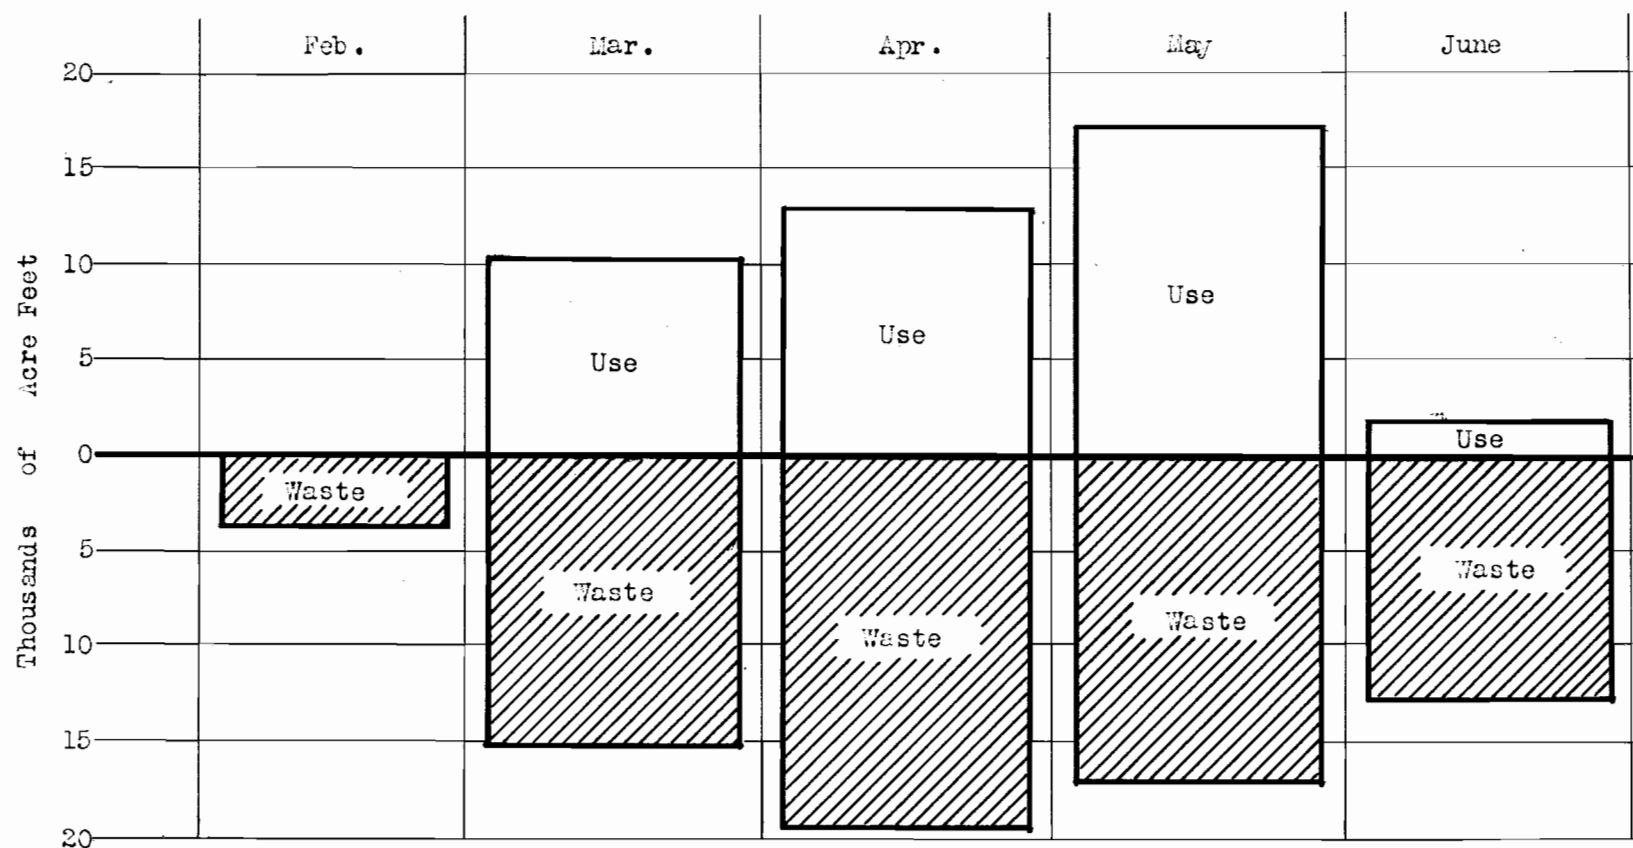 Feb. Mar. Apr. May June
20
15
10
5
0
5
10
15
20
Thousands of Acre Feet
Use
Use
Use
Use
Waste
Waste
Waste
Waste
Waste